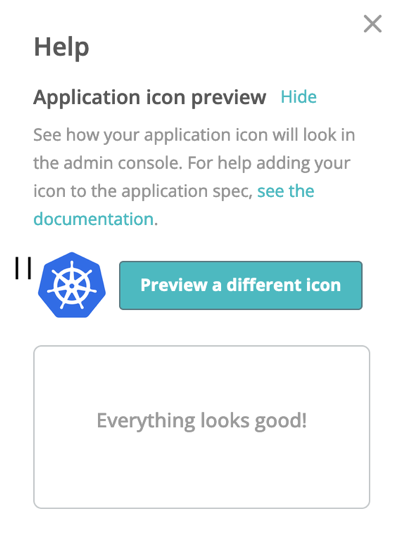 Help
Application icon preview Hide
See how your application icon will look in
the admin console. For help adding your
icon to the application spec, see the
documentation.
Preview a different icon
Everything looks good!